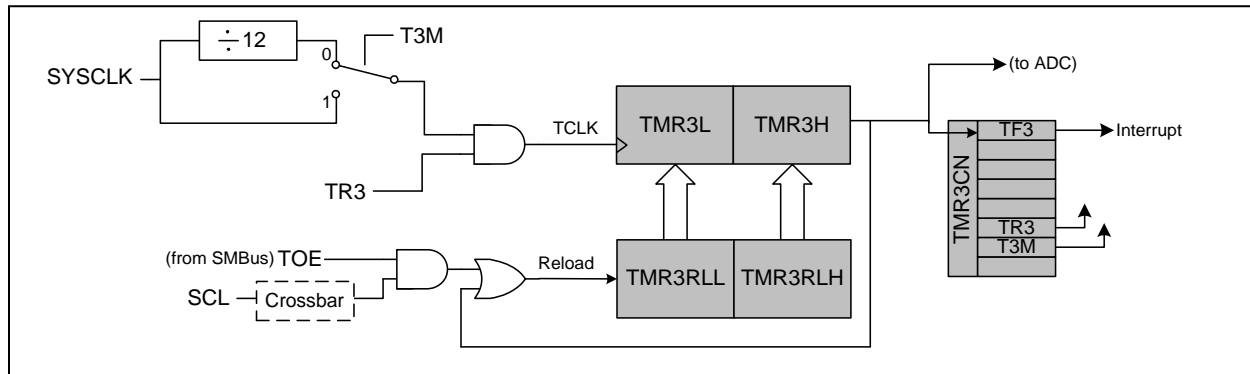 ÷12
T3M
0
SYSCLK
1
TR3
TCLK
TMR3L TMR3H
(to ADC)
TMR3CN
TF3
Interrupt
TR3
T3M
(from SMBus) TOE
SCL
Crossbar
Reload
TMR3RLL TMR3RLH